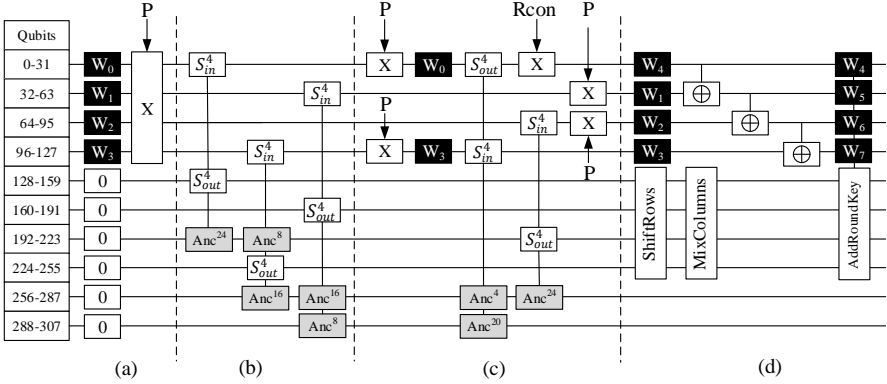 P P Rcon P
Qubits
0-31 W₀ S⁴in X W₀ S⁴out X W₄ W₄
32-63 W₁ X S⁴in X W₁ ⊕ W₅
64-95 W₂ P S⁴in X W₂ ⊕ W₆
96-127 W₃ S⁴in X W₃ S⁴in P W₃ ⊕ W₇
128-159 0 S⁴out ShiftRows MixColumns AddRoundKey
160-191 0 S⁴out
192-223 0 Anc²⁴ Anc⁸ S⁴out
224-255 0 S⁴out
256-287 0 Anc¹⁶ Anc¹⁶ Anc⁴ Anc²⁴
288-307 0 Anc⁸ Anc²⁰
(a) (b) (c) (d)